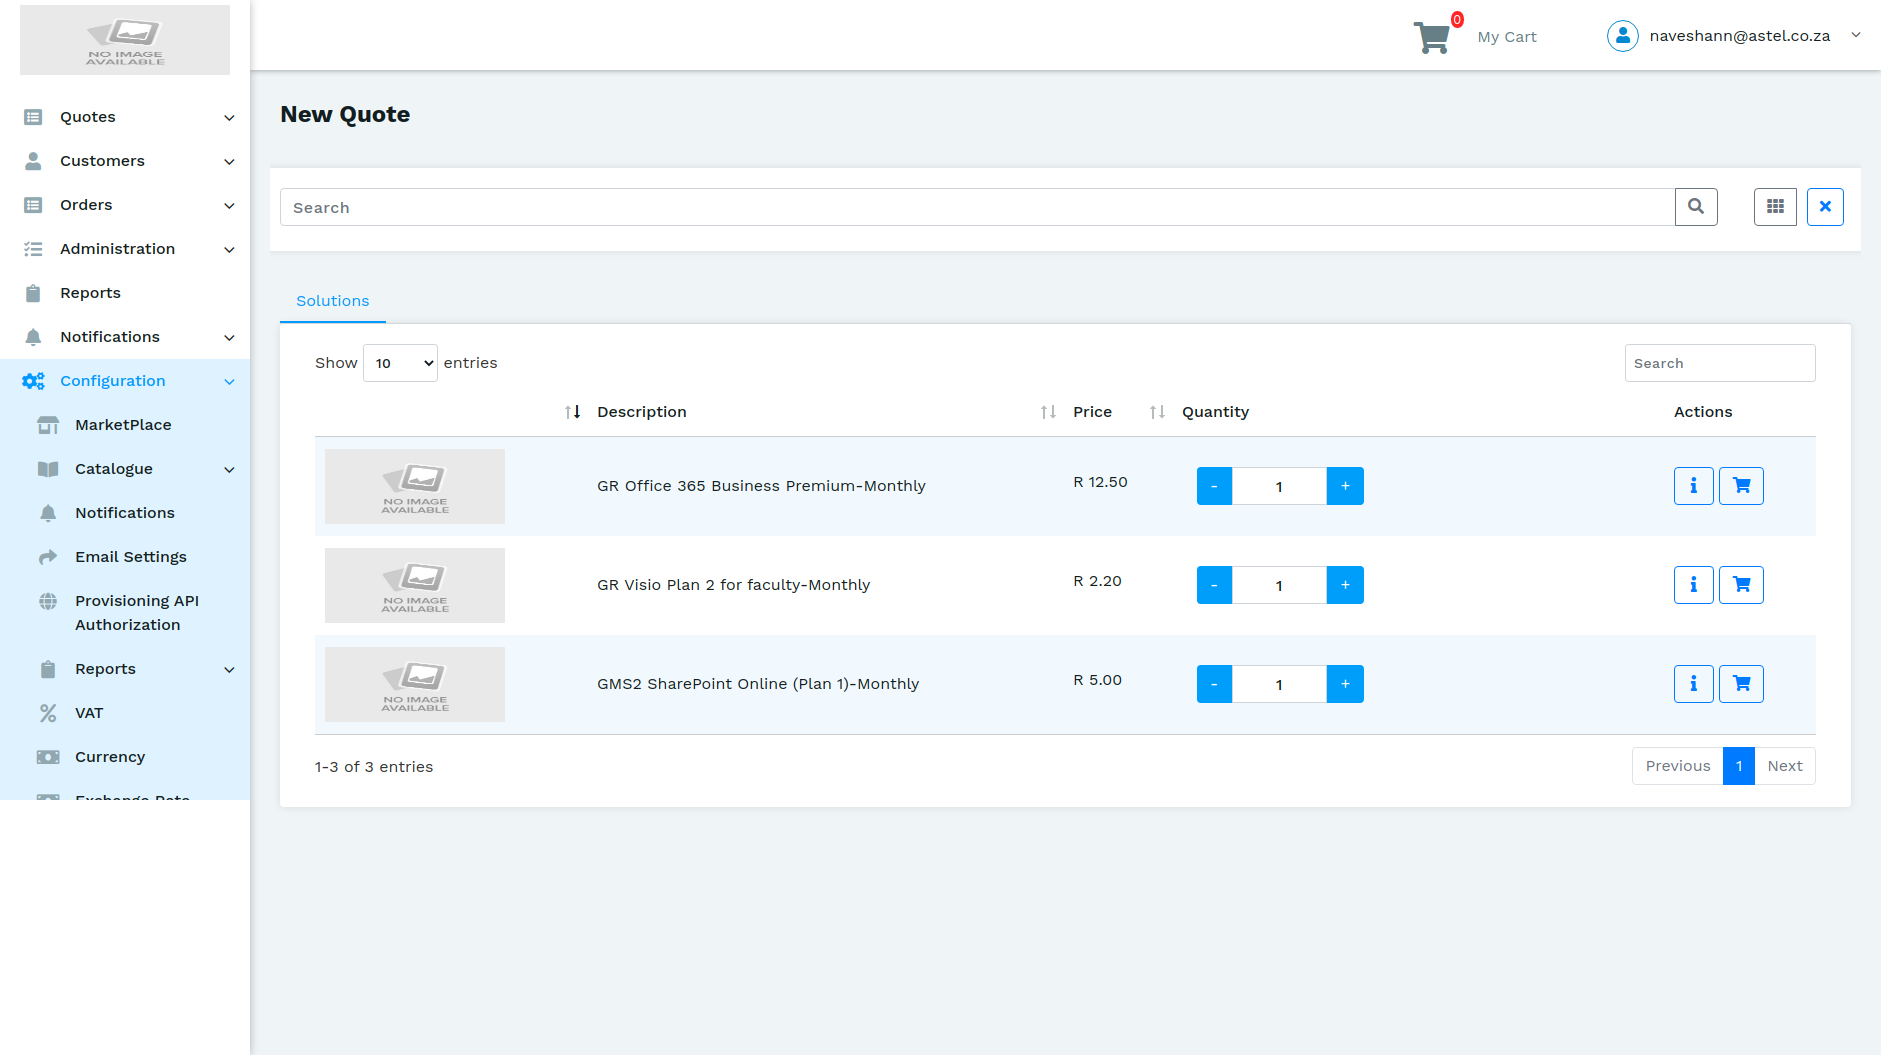 NO IMAGE
AVAILABLE
0
My Cart
naveshann@astel.co.za
Quotes
Customers
Orders
Administration
Reports
Notifications
Configuration
MarketPlace
Catalogue
Notifications
Email Settings
Provisioning API
Authorization
Reports
VAT
Currency
Exchange Rate
New Quote
Search
Solutions
Show 10 entries
Search
Description Price Quantity Actions
NO IMAGE
AVAILABLE
GR Office 365 Business Premium-Monthly R 12.50 - 1 +
NO IMAGE
AVAILABLE
GR Visio Plan 2 for faculty-Monthly R 2.20 - 1 +
NO IMAGE
AVAILABLE
GMS2 SharePoint Online (Plan 1)-Monthly R 5.00 - 1 +
1-3 of 3 entries
Previous 1 Next